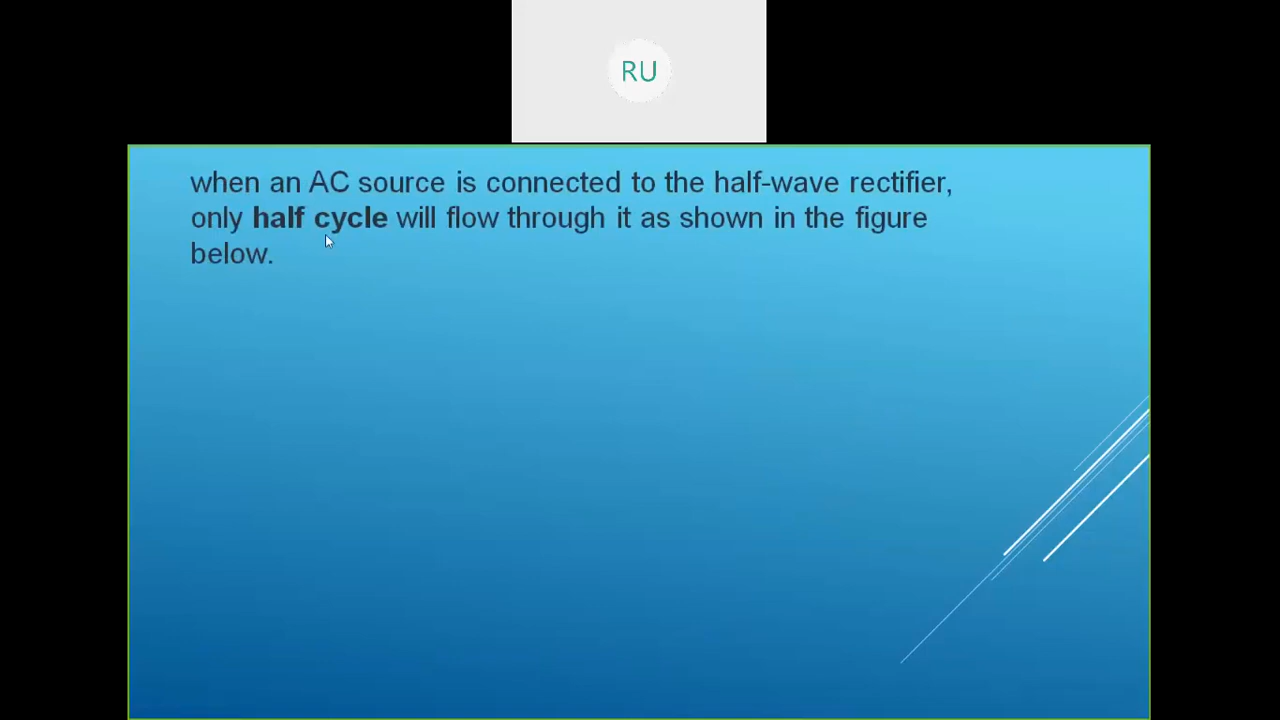 RU
when an AC source is connected to the half-wave rectifier,
only half cycle will flow through it as shown in the figure
below.